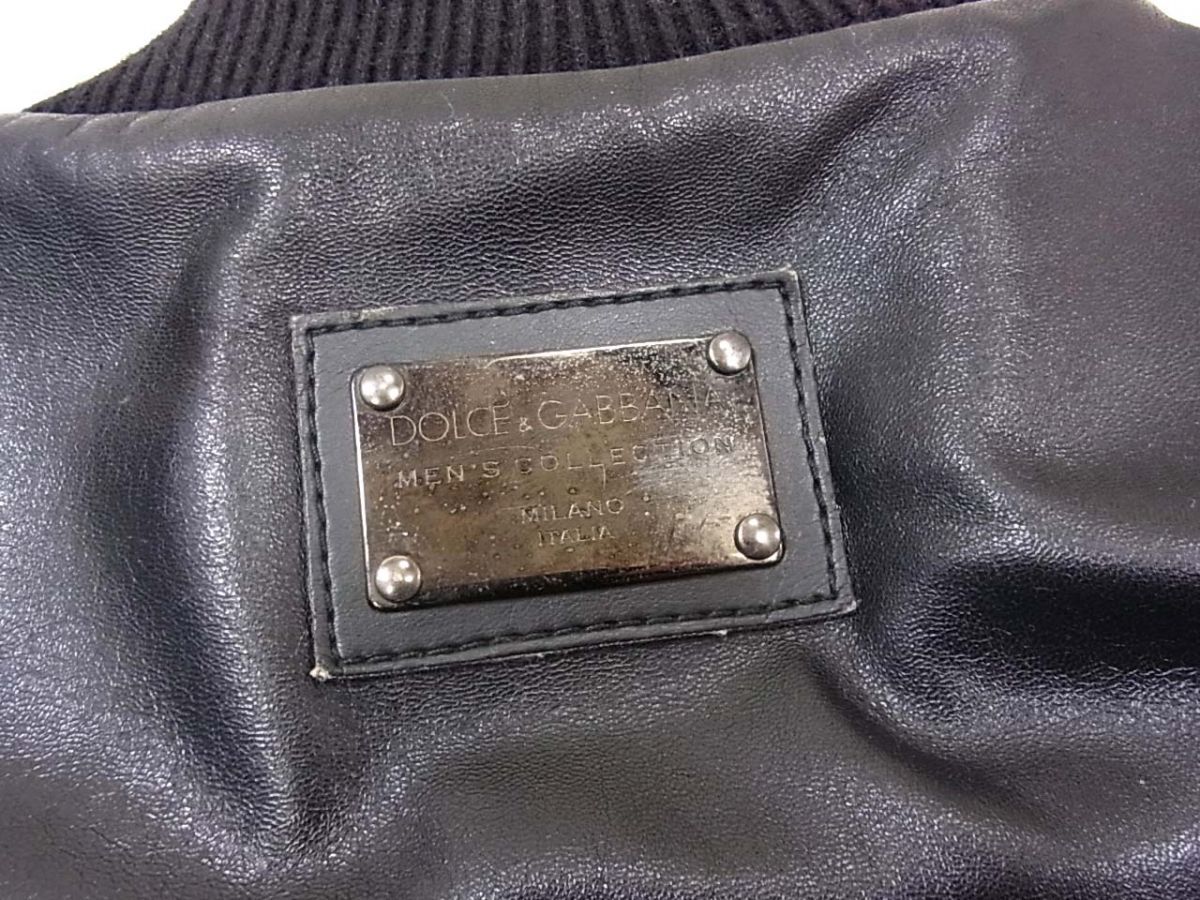 DOLCE & GABBANA
MEN'S COLLECTION
MILANO
ITALIA